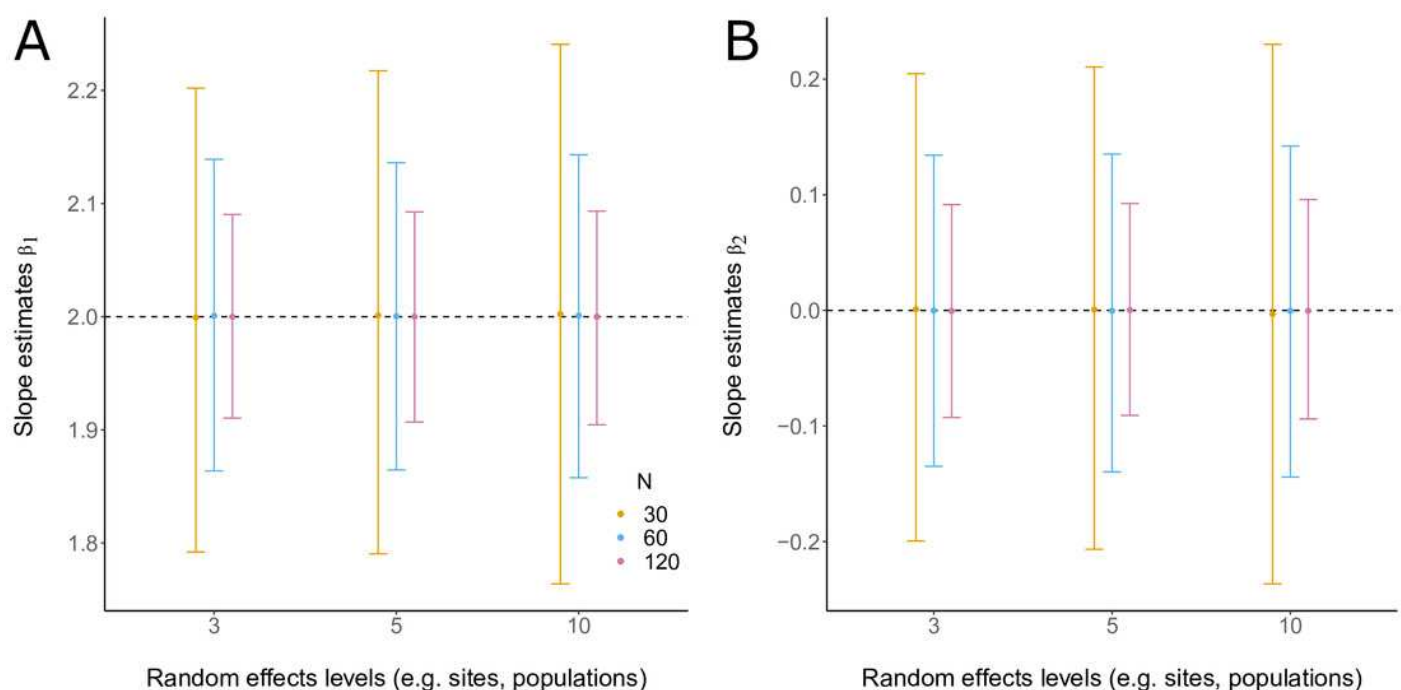 A
Slope estimates β1
2.2
2.1
2.0
1.9
1.8
3
5
10
Random effects levels (e.g. sites, populations)
N
30
60
120
B
Slope estimates β2
0.2
0.1
0.0
−0.1
−0.2
3
5
10
Random effects levels (e.g. sites, populations)